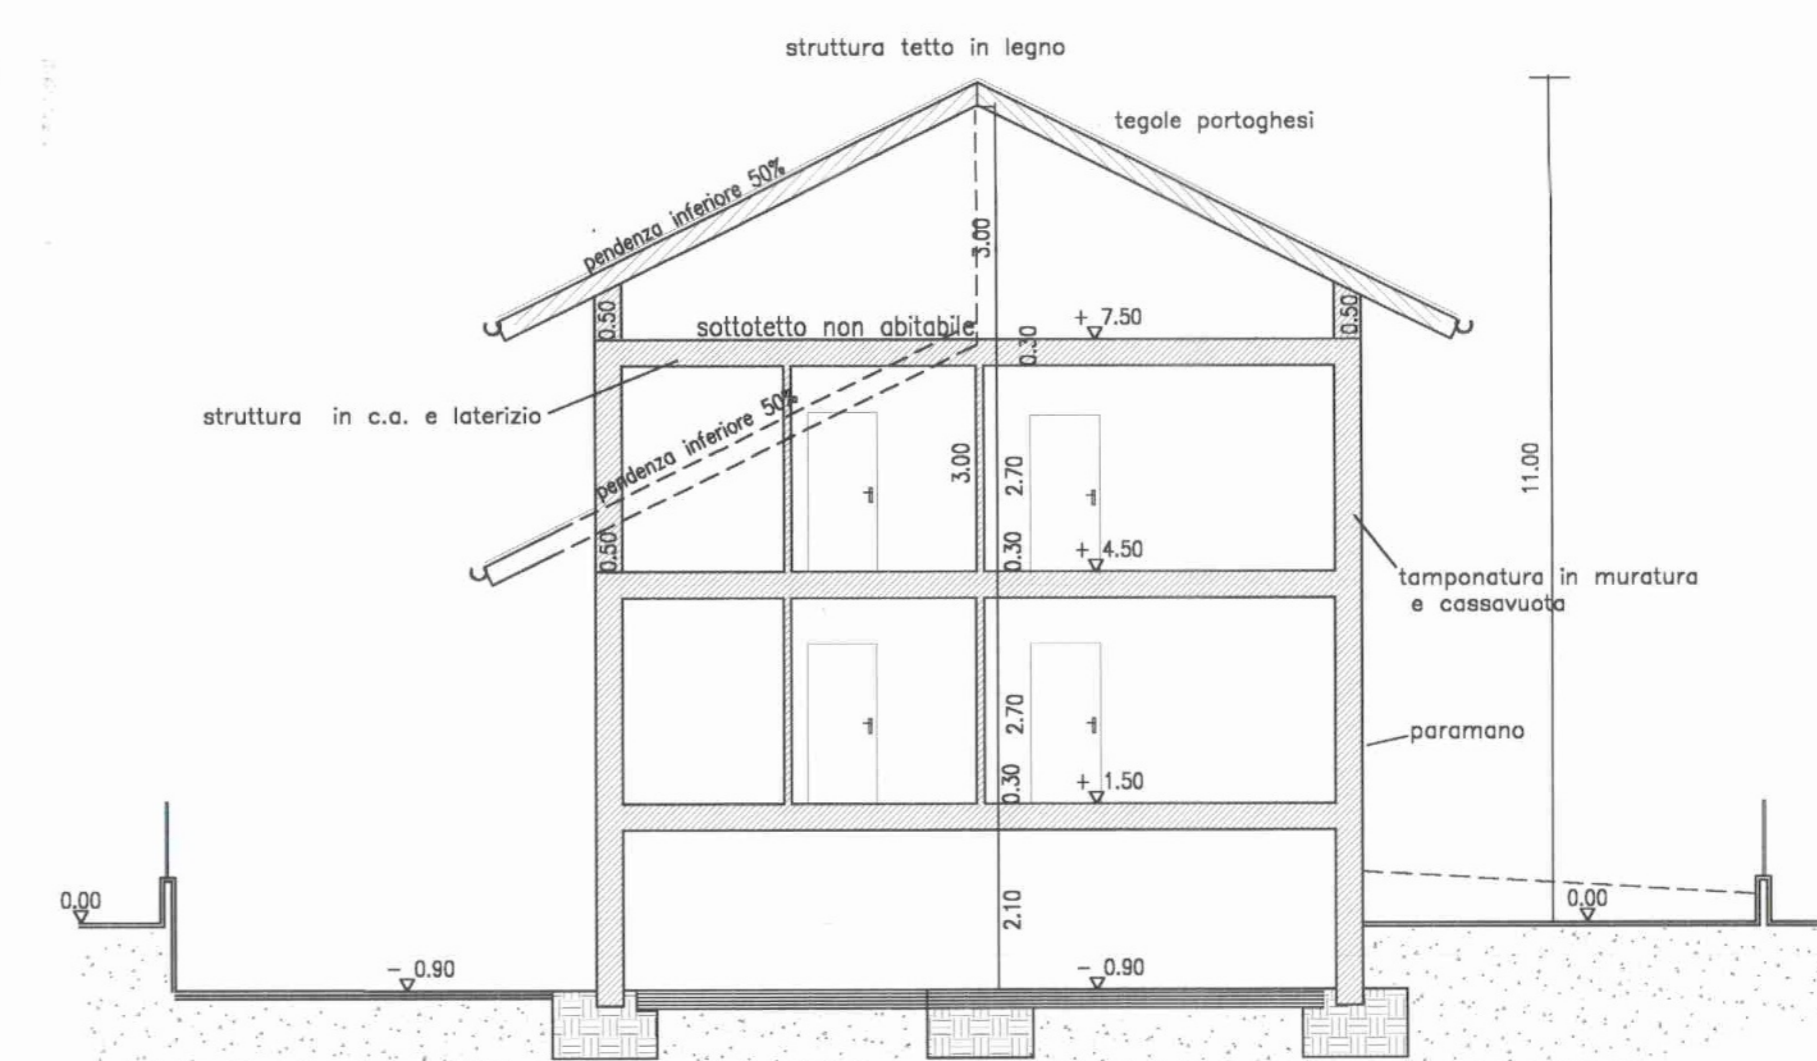 struttura tetto in legno
tegole portoghesi
pendenza inferiore 50%
3.00
0.50
sottotetto non abitabile
+ 7.50
0.50
0.30
struttura in c.a. e laterizio
pendenza inferiore 50%
3.00
2.70
11.00
0.50
0.30
+ 4.50
tamponatura in muratura
e cassavuota
2.70
paramano
0.30
+ 1.50
0.00
2.10
0.00
- 0.90
- 0.90